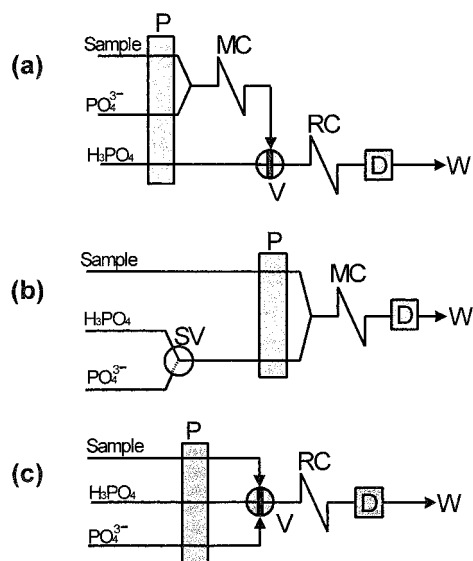 (a)
P
Sample
MC
PO₄³⁻
RC
H₃PO₄
V
D
W
(b)
P
Sample
MC
H₃PO₄
SV
D
W
PO₄³⁻
(c)
P
Sample
RC
H₃PO₄
V
D
W
PO₄³⁻